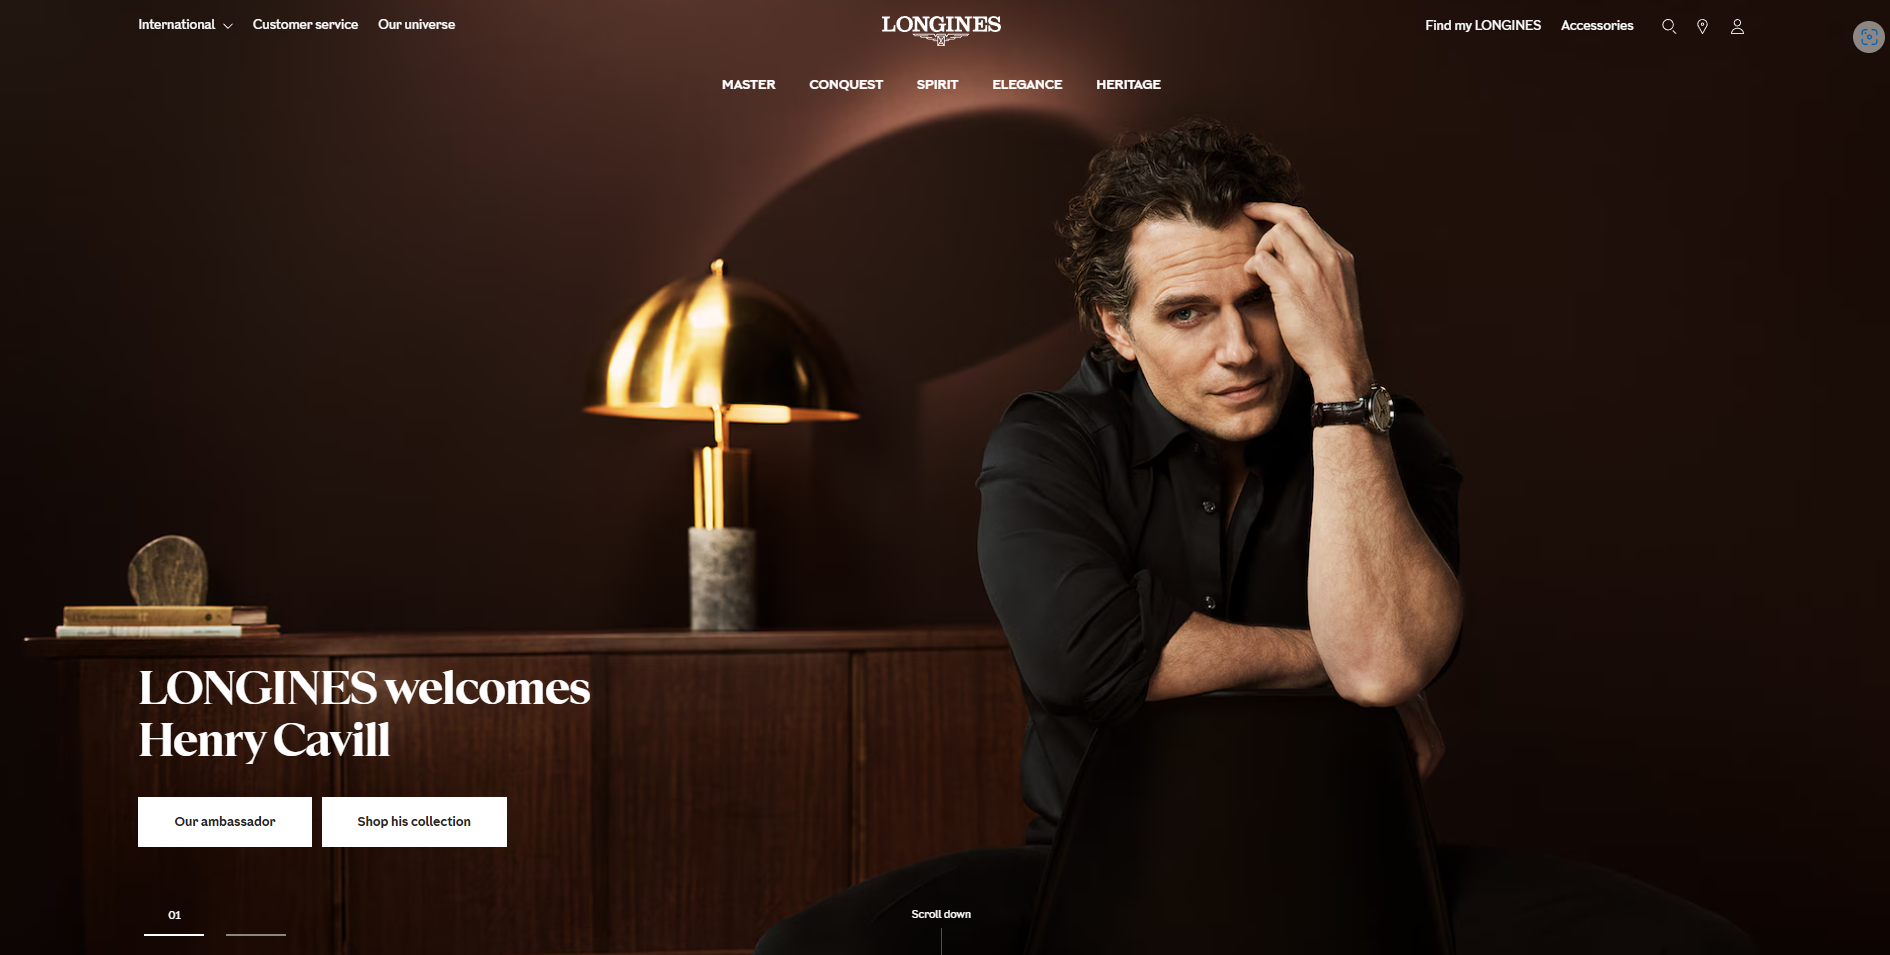 International
Customer service
Our universe
LONGINES
Find my LONGINES
Accessories
MASTER
CONQUEST
SPIRIT
ELEGANCE
HERITAGE
LONGINES welcomes
Henry Cavill
Our ambassador
Shop his collection
01
Scroll down